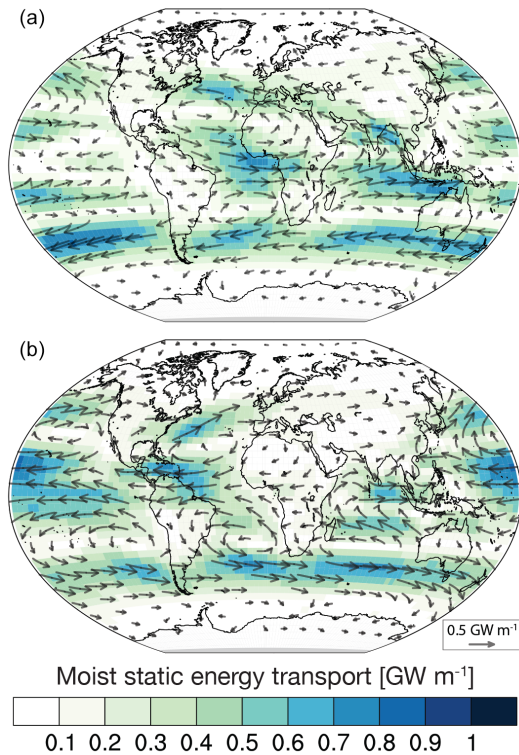 (a)
(b)
0.5 GW m⁻¹
Moist static energy transport [GW m⁻¹]
0.1 0.2 0.3 0.4 0.5 0.6 0.7 0.8 0.9 1